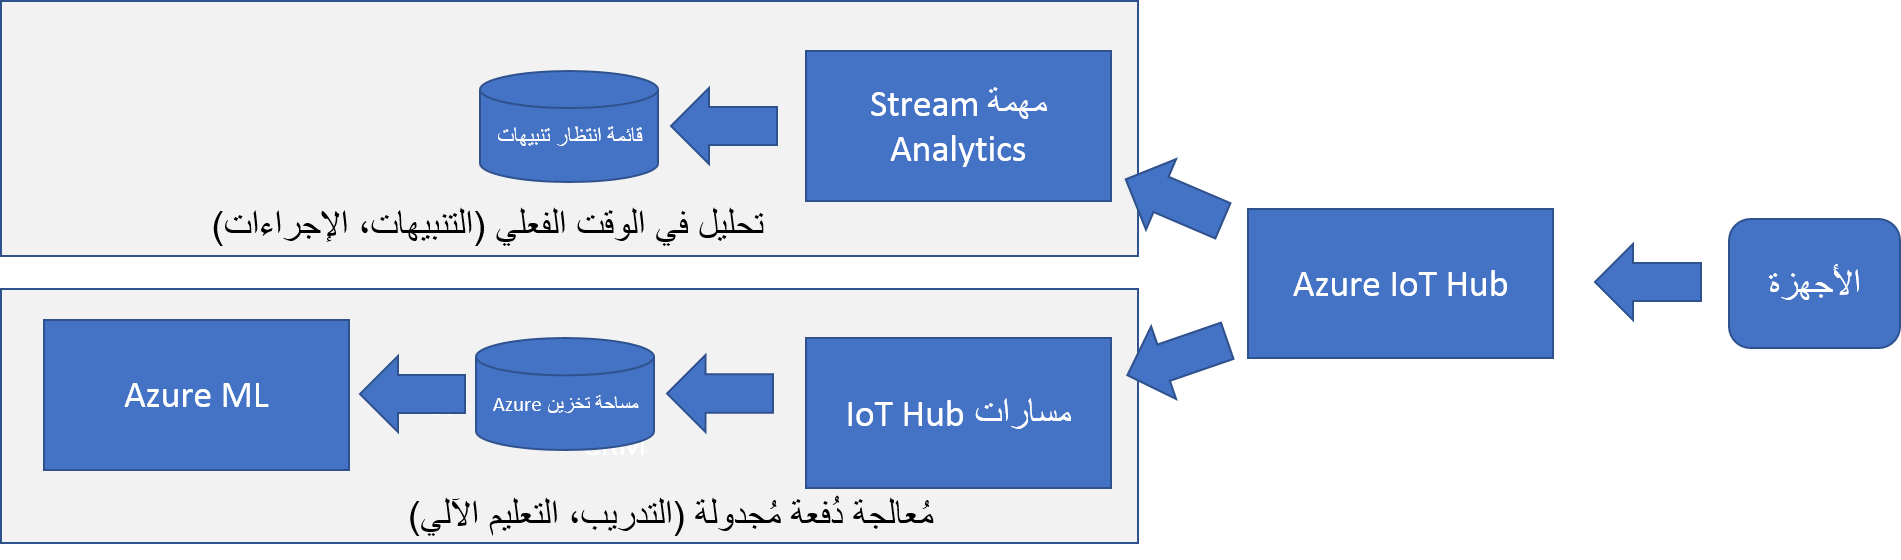 الأجهزة
Azure IoT Hub
مهمة Stream
Analytics
قائمة انتظار تنبيهات
تحليل في الوقت الفعلي (التنبيهات، الإجراءات)
مسارات IoT Hub
مساحة تخزين Azure
Azure ML
مُعالجة دُفعة مُجدولة (التدريب، التعليم الآلي)